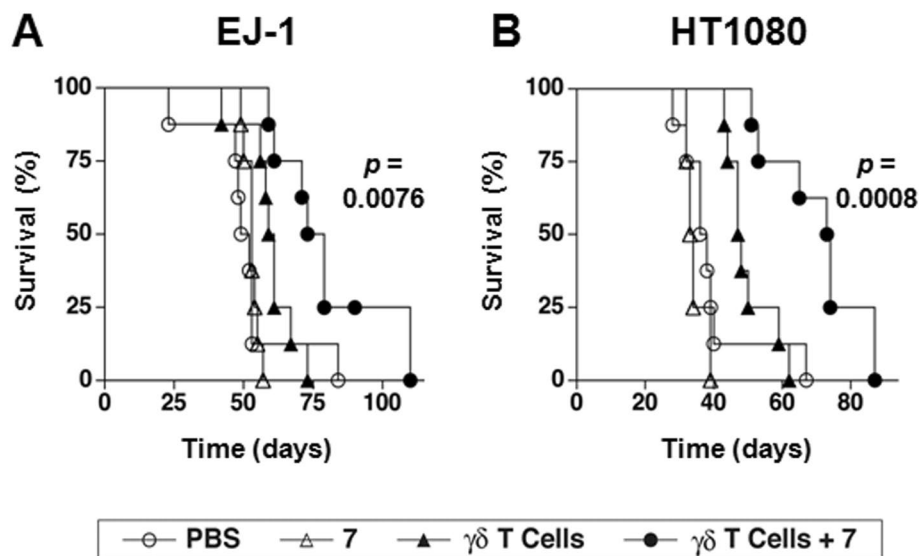 A EJ-1
B HT1080
100
75
50
25
0
Survival (%)
p =
0.0076
0 25 50 75 100
Time (days)
100
75
50
25
0
Survival (%)
p =
0.0008
0 20 40 60 80
Time (days)
PBS 7 γδ T Cells γδ T Cells + 7